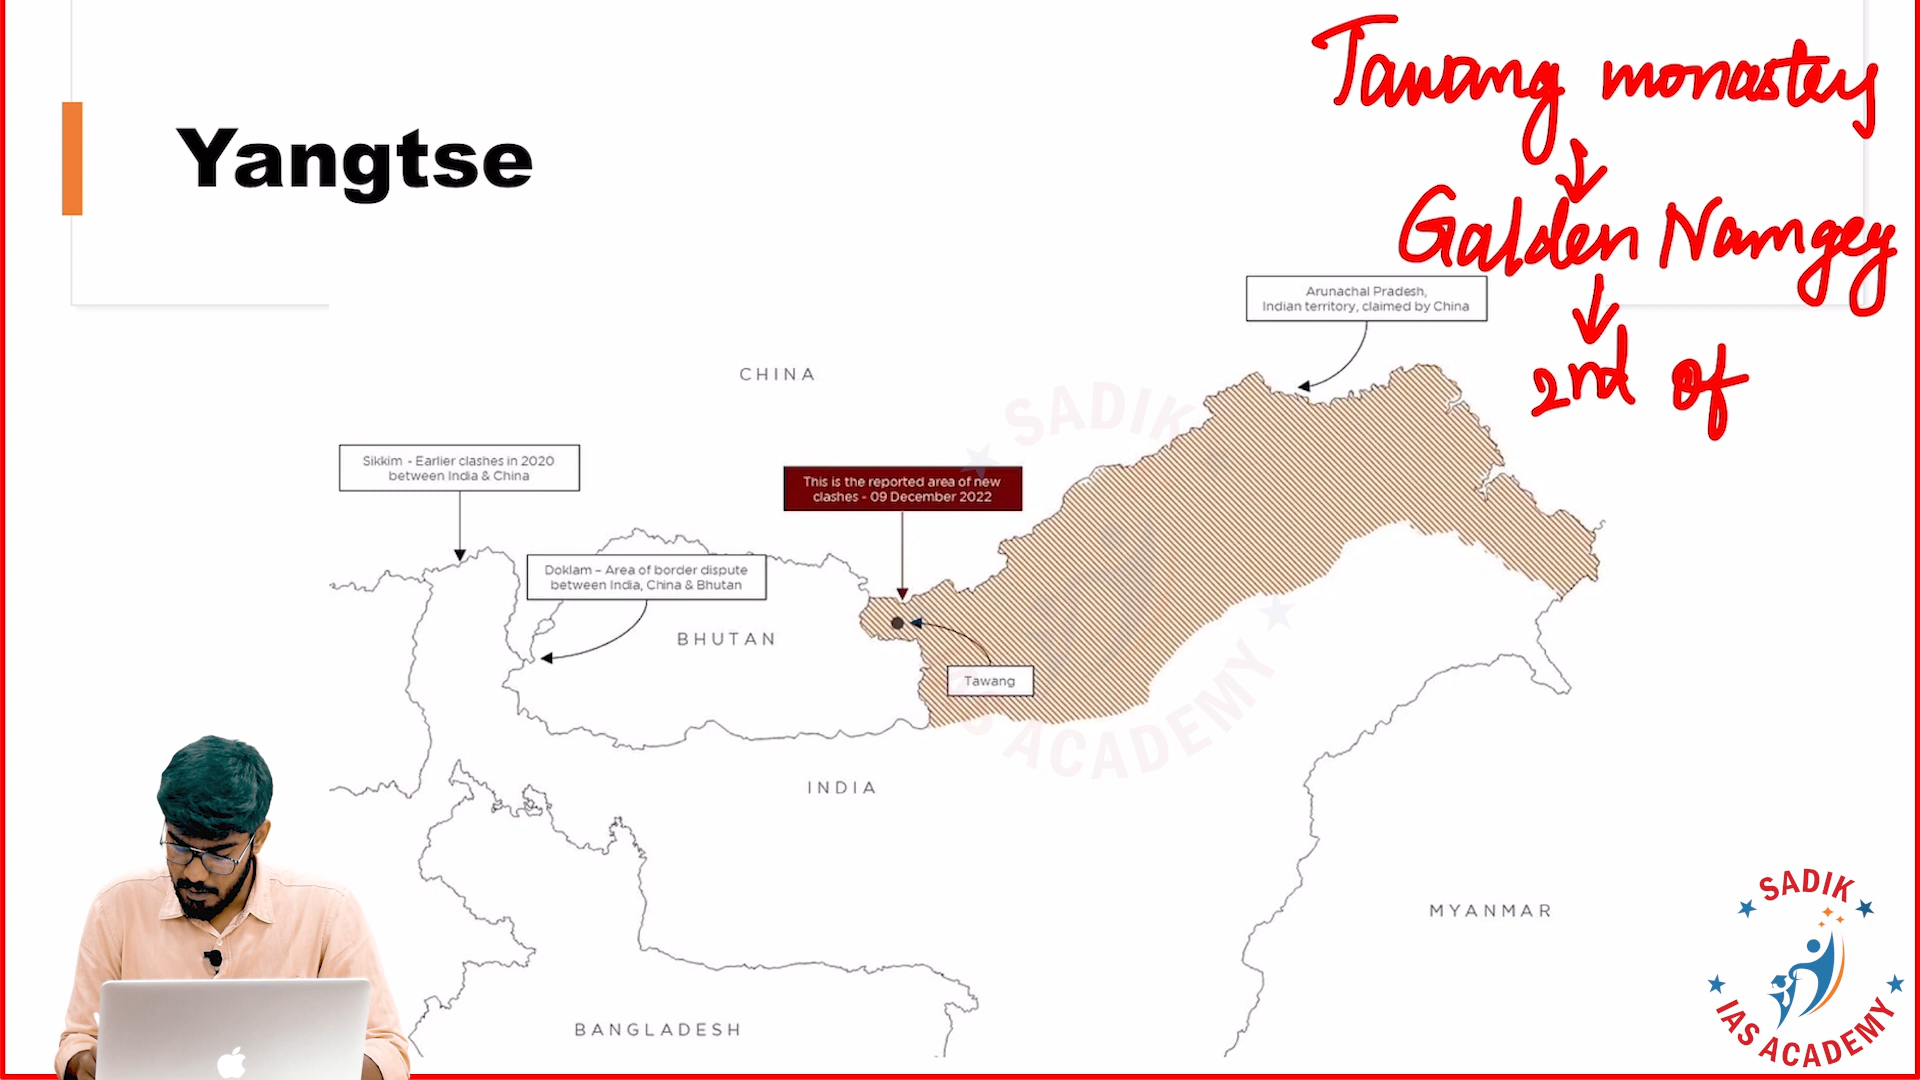 Tawang monastery
Yangtse
Galden Namgey
Arunachal Pradesh,
Indian territory, claimed by China
2nd of
CHINA
SADIK
Sikkim - Earlier clashes in 2020
between India & China
This is the reported area of new
clashes - 09 December 2022
Doklam – Area of border dispute
between India, China & Bhutan
BHUTAN
Tawang
ACADEMY
INDIA
SADIK
MYANMAR
IAS ACADEMY
BANGLADESH